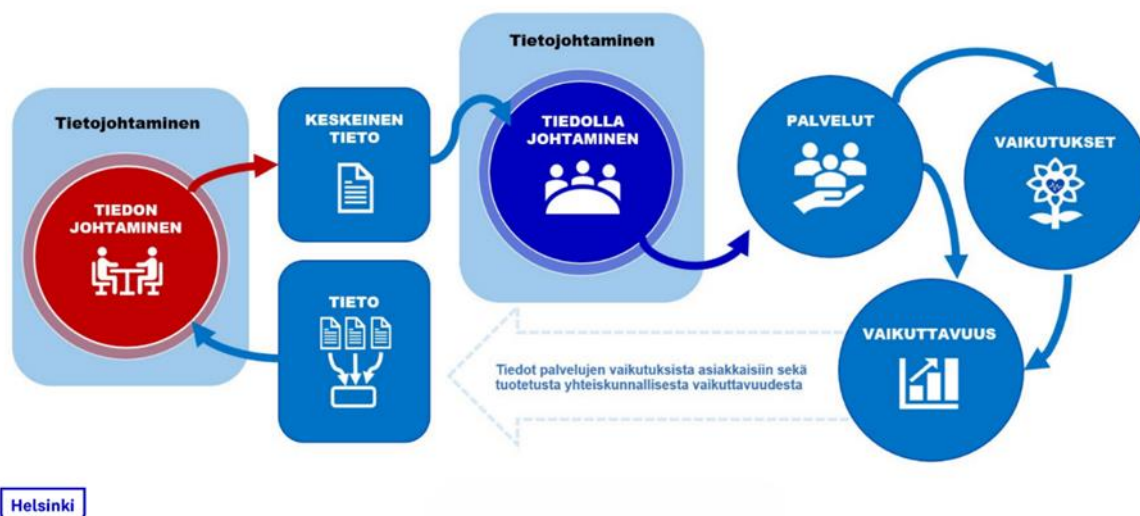 Tietojohtaminen
TIEDON
JOHTAMINEN
KESKEINEN
TIETO
TIETO
Tietojohtaminen
TIEDOLLA
JOHTAMINEN
PALVELUT
VAIKUTUKSET
VAIKUTTAVUUS
Tiedot palvelujen vaikutuksista asiakkaisiin sekä
tuotetusta yhteiskunnallisesta vaikuttavuudesta
Helsinki